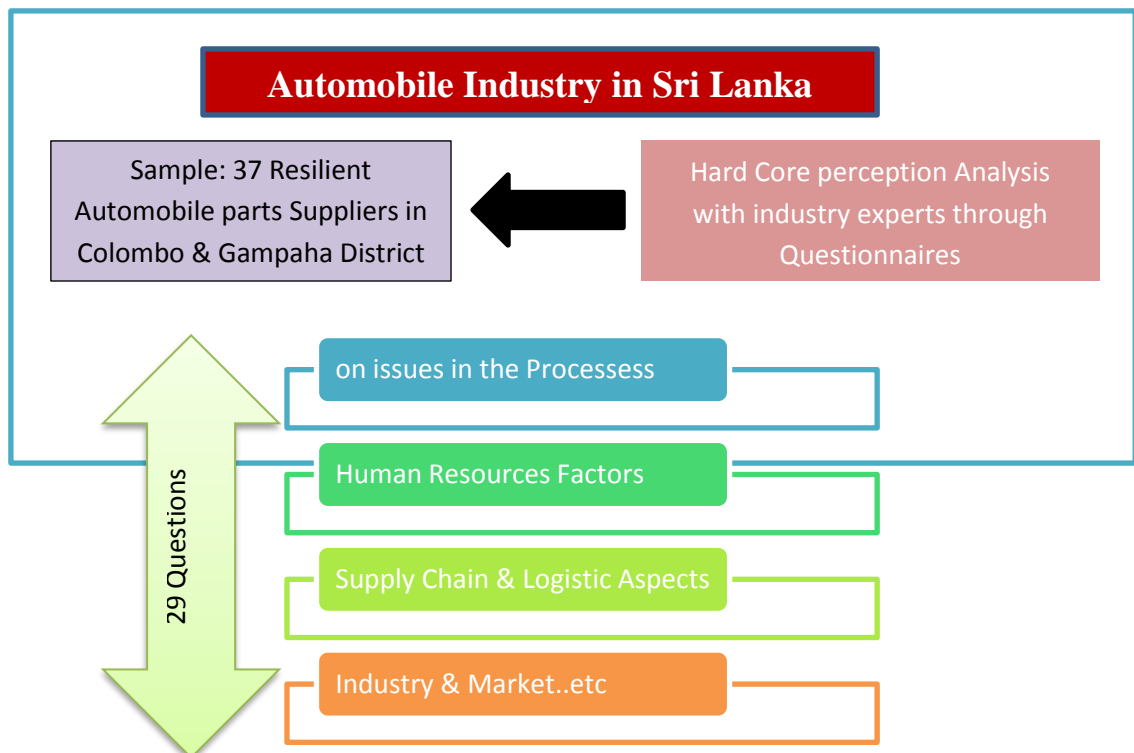 Automobile Industry in Sri Lanka
Sample: 37 Resilient
Automobile parts Suppliers in
Colombo & Gampaha District
Hard Core perception Analysis
with industry experts through
Questionnaires
29 Questions
on issues in the Processess
Human Resources Factors
Supply Chain & Logistic Aspects
Industry & Market..etc